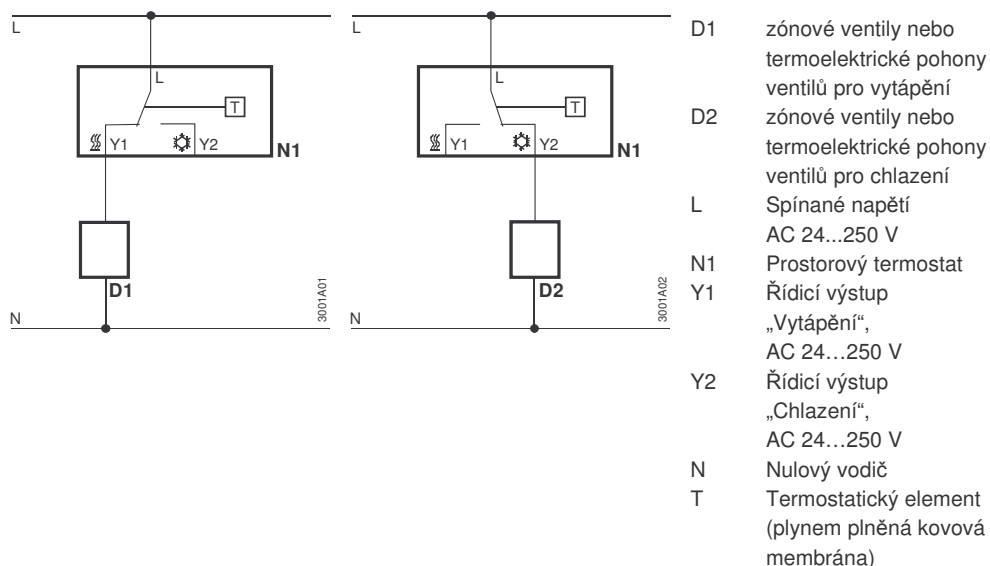 L
L
T
Y1
Y2
N1
D1
N
3001A01
L
L
T
Y1
Y2
N1
D2
N
3001A02
D1 zónové ventily nebo
termoelektrické pohony
ventilů pro vytápění
D2 zónové ventily nebo
termoelektrické pohony
ventilů pro chlazení
L Spínané napětí
AC 24...250 V
N1 Prostorový termostat
Y1 Řídicí výstup
„Vytápění“,
AC 24…250 V
Y2 Řídicí výstup
„Chlazení“,
AC 24…250 V
N Nulový vodič
T Termostatický element
(plynem plněná kovová
membrána)